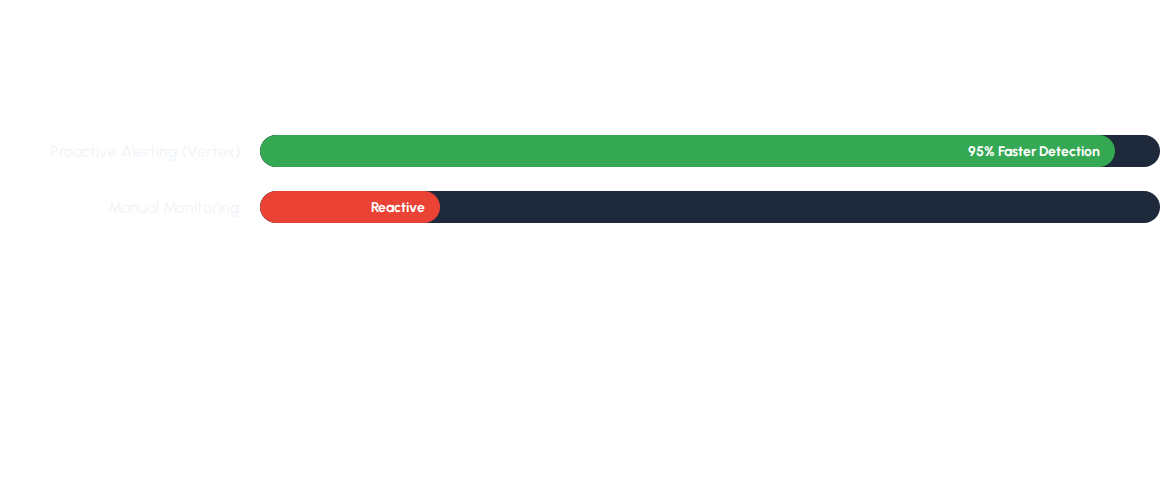 Proactive Alerting (Vertex)
95% Faster Detection
Manual Monitoring
Reactive